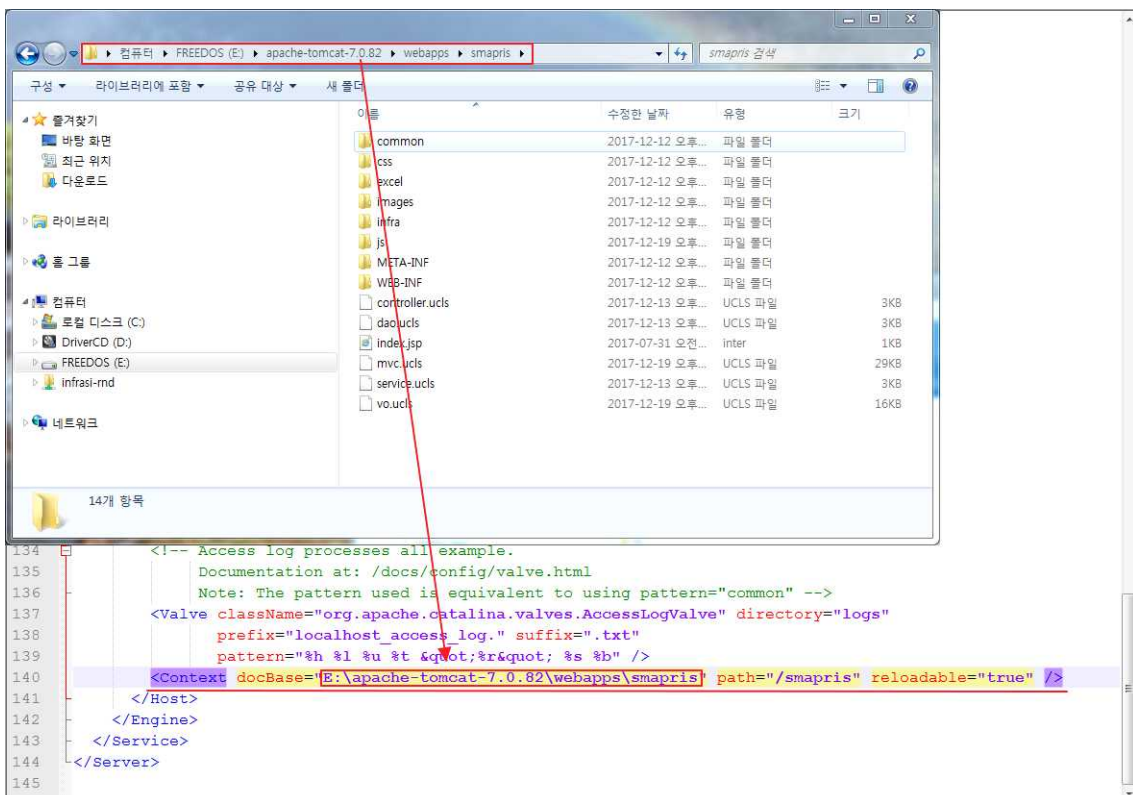 컴퓨터 ▸ FREEDOS (E:) ▸ apache-tomcat-7.0.82 ▸ webapps ▸ smapris ▸ smapris 검색
구성 ▾ 라이브러리에 포함 ▾ 공유 대상 ▾ 새 폴더
이름 수정한 날짜 유형 크기
common 2017-12-12 오후... 파일 폴더
css 2017-12-12 오후... 파일 폴더
excel 2017-12-12 오후... 파일 폴더
images 2017-12-12 오후... 파일 폴더
infra 2017-12-12 오후... 파일 폴더
js 2017-12-19 오후... 파일 폴더
META-INF 2017-12-12 오후... 파일 폴더
WEB-INF 2017-12-12 오후... 파일 폴더
controller.ucls 2017-12-13 오후... UCLS 파일 3KB
dao.ucls 2017-12-13 오후... UCLS 파일 3KB
index.jsp 2017-07-31 오전... inter 1KB
mvc.ucls 2017-12-19 오후... UCLS 파일 29KB
service.ucls 2017-12-13 오후... UCLS 파일 3KB
vo.ucls 2017-12-19 오후... UCLS 파일 16KB
즐겨찾기
바탕 화면
최근 위치
다운로드
라이브러리
홈 그룹
컴퓨터
로컬 디스크 (C:)
DriverCD (D:)
FREEDOS (E:)
infrasi-rnd
네트워크
14개 항목
134 <!-- Access log processes all example.
135 Documentation at: /docs/config/valve.html
136 Note: The pattern used is equivalent to using pattern="common" -->
137 <Valve className="org.apache.catalina.valves.AccessLogValve" directory="logs"
138 prefix="localhost_access_log." suffix=".txt"
139 pattern="%h %l %u %t &quot;%r&quot; %s %b" />
140 <Context docBase="E:\apache-tomcat-7.0.82\webapps\smapris" path="/smapris" reloadable="true" />
141 </Host>
142 </Engine>
143 </Service>
144 </Server>
145